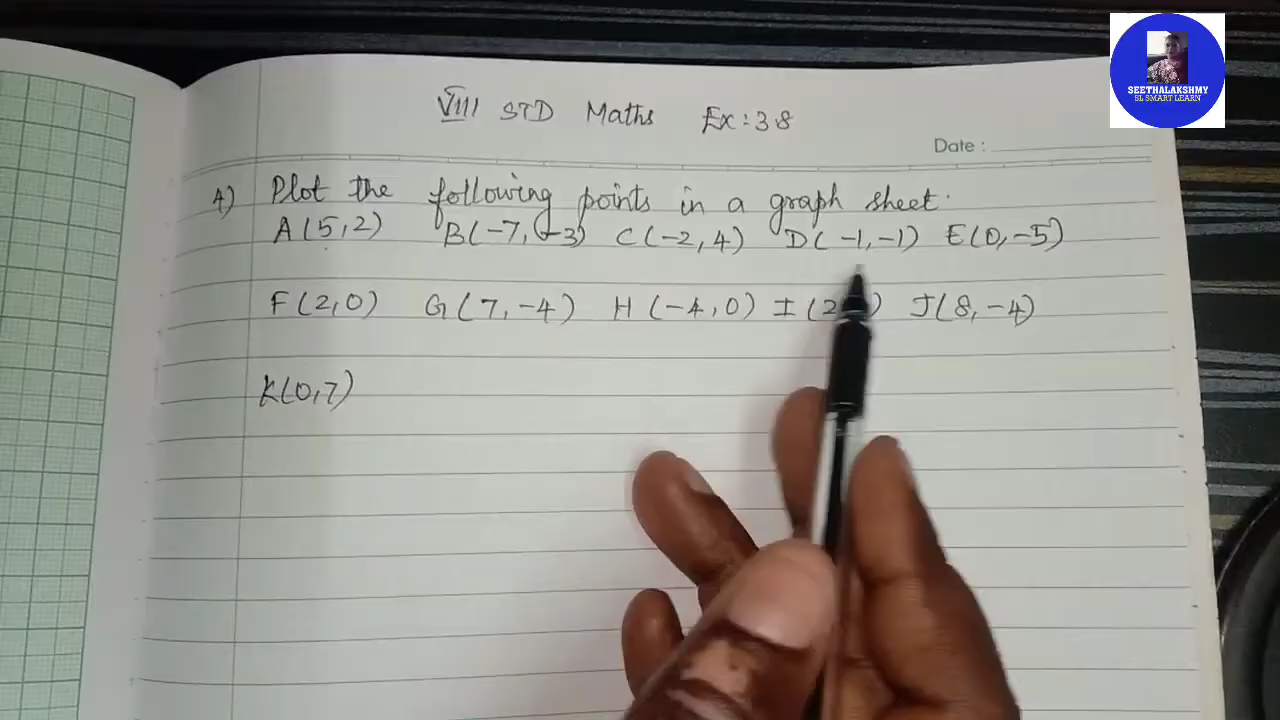 VIII STD Maths Ex: 3.8
Date :
4) Plot the following points in a graph sheet.
A(5,2) B(-7,-3) C(-2,4) D(-1,-1) E(0,-5)
F(2,0) G(7,-4) H(-4,0) I(2, ) J(8,-4)
K(0,7)
SEETHALAKSHMY
SL SMART LEARN